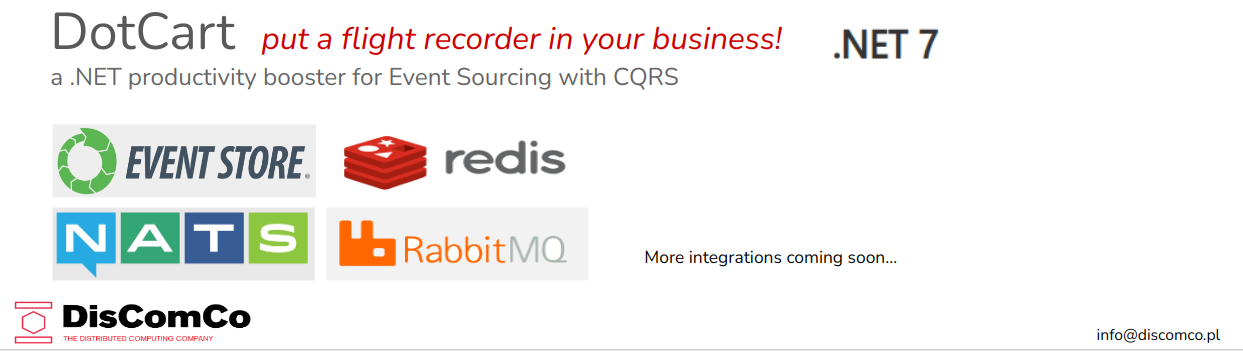 DotCart put a flight recorder in your business! .NET 7
a .NET productivity booster for Event Sourcing with CQRS
EVENT STORE®
redis
NATS
RabbitMQ
More integrations coming soon...
DisComCo
THE DISTRIBUTED COMPUTING COMPANY
info@discomco.pl